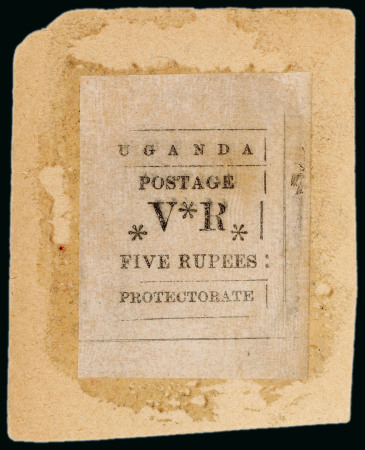 UGANDA
POSTAGE
V*R
* *
FIVE RUPEES
PROTECTORATE